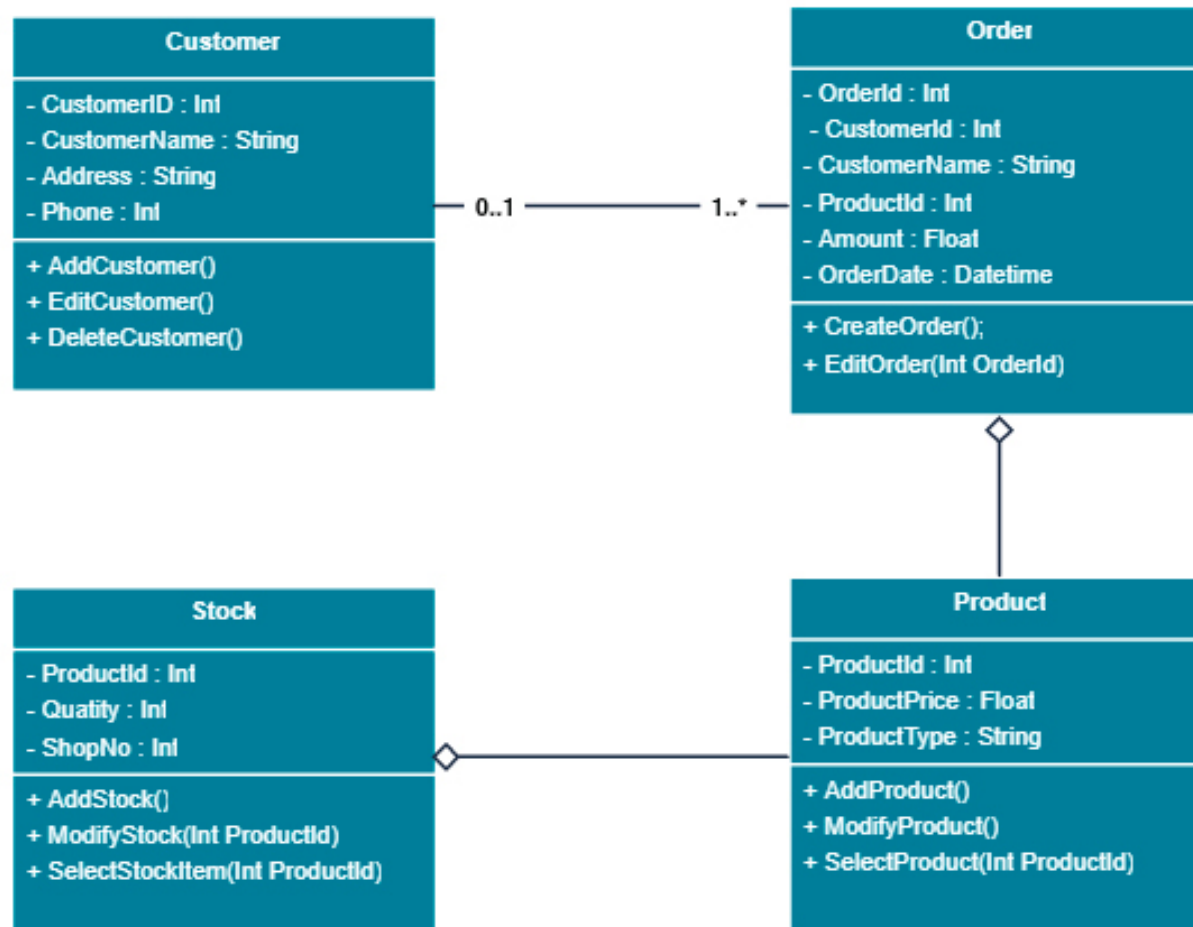 Customer
- CustomerID : Int
- CustomerName : String
- Address : String
- Phone : Int
+ AddCustomer()
+ EditCustomer()
+ DeleteCustomer()
0..1
1..*
Order
- OrderId : Int
- CustomerId : Int
- CustomerName : String
- ProductId : Int
- Amount : Float
- OrderDate : Datetime
+ CreateOrder();
+ EditOrder(Int OrderId)
Stock
- ProductId : Int
- Quatity : Int
- ShopNo : Int
+ AddStock()
+ ModifyStock(Int ProductId)
+ SelectStockItem(Int ProductId)
Product
- ProductId : Int
- ProductPrice : Float
- ProductType : String
+ AddProduct()
+ ModifyProduct()
+ SelectProduct(Int ProductId)